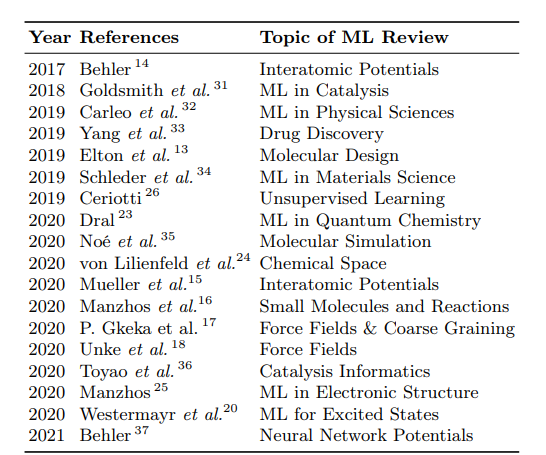 Year References Topic of ML Review
2017 Behler 14 Interatomic Potentials
2018 Goldsmith et al. 31 ML in Catalysis
2019 Carleo et al. 32 ML in Physical Sciences
2019 Yang et al. 33 Drug Discovery
2019 Elton et al. 13 Molecular Design
2019 Schleder et al. 34 ML in Materials Science
2019 Ceriotti 26 Unsupervised Learning
2020 Dral 23 ML in Quantum Chemistry
2020 Noé et al. 35 Molecular Simulation
2020 von Lilienfeld et al. 24 Chemical Space
2020 Mueller et al. 15 Interatomic Potentials
2020 Manzhos et al. 16 Small Molecules and Reactions
2020 P. Gkeka et al. 17 Force Fields & Coarse Graining
2020 Unke et al. 18 Force Fields
2020 Toyao et al. 36 Catalysis Informatics
2020 Manzhos 25 ML in Electronic Structure
2020 Westermayr et al. 20 ML for Excited States
2021 Behler 37 Neural Network Potentials